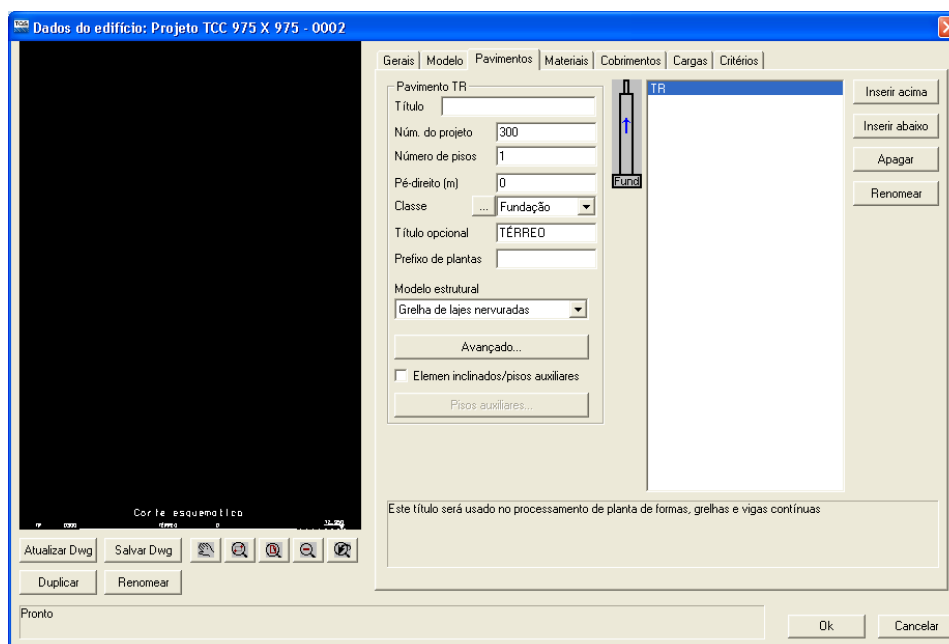 Dados do edifício: Projeto TCC 975 X 975 - 0002
Gerais Modelo Pavimentos Materiais Cobrimentos Cargas Critérios
Pavimento TR
Título
Núm. do projeto 300
Número de pisos 1
Pé-direito (m) 0
Classe ... Fundação
Título opcional TÉRREO
Prefixo de plantas
Modelo estrutural
Grelha de lajes nervuradas
Avançado...
Elemen inclinados/pisos auxiliares
Pisos auxiliares...
Fund
TR
Inserir acima
Inserir abaixo
Apagar
Renomear
Corte esquematico
Este título será usado no processamento de planta de formas, grelhas e vigas contínuas
Atualizar Dwg Salvar Dwg
Duplicar Renomear
Pronto
Ok Cancelar